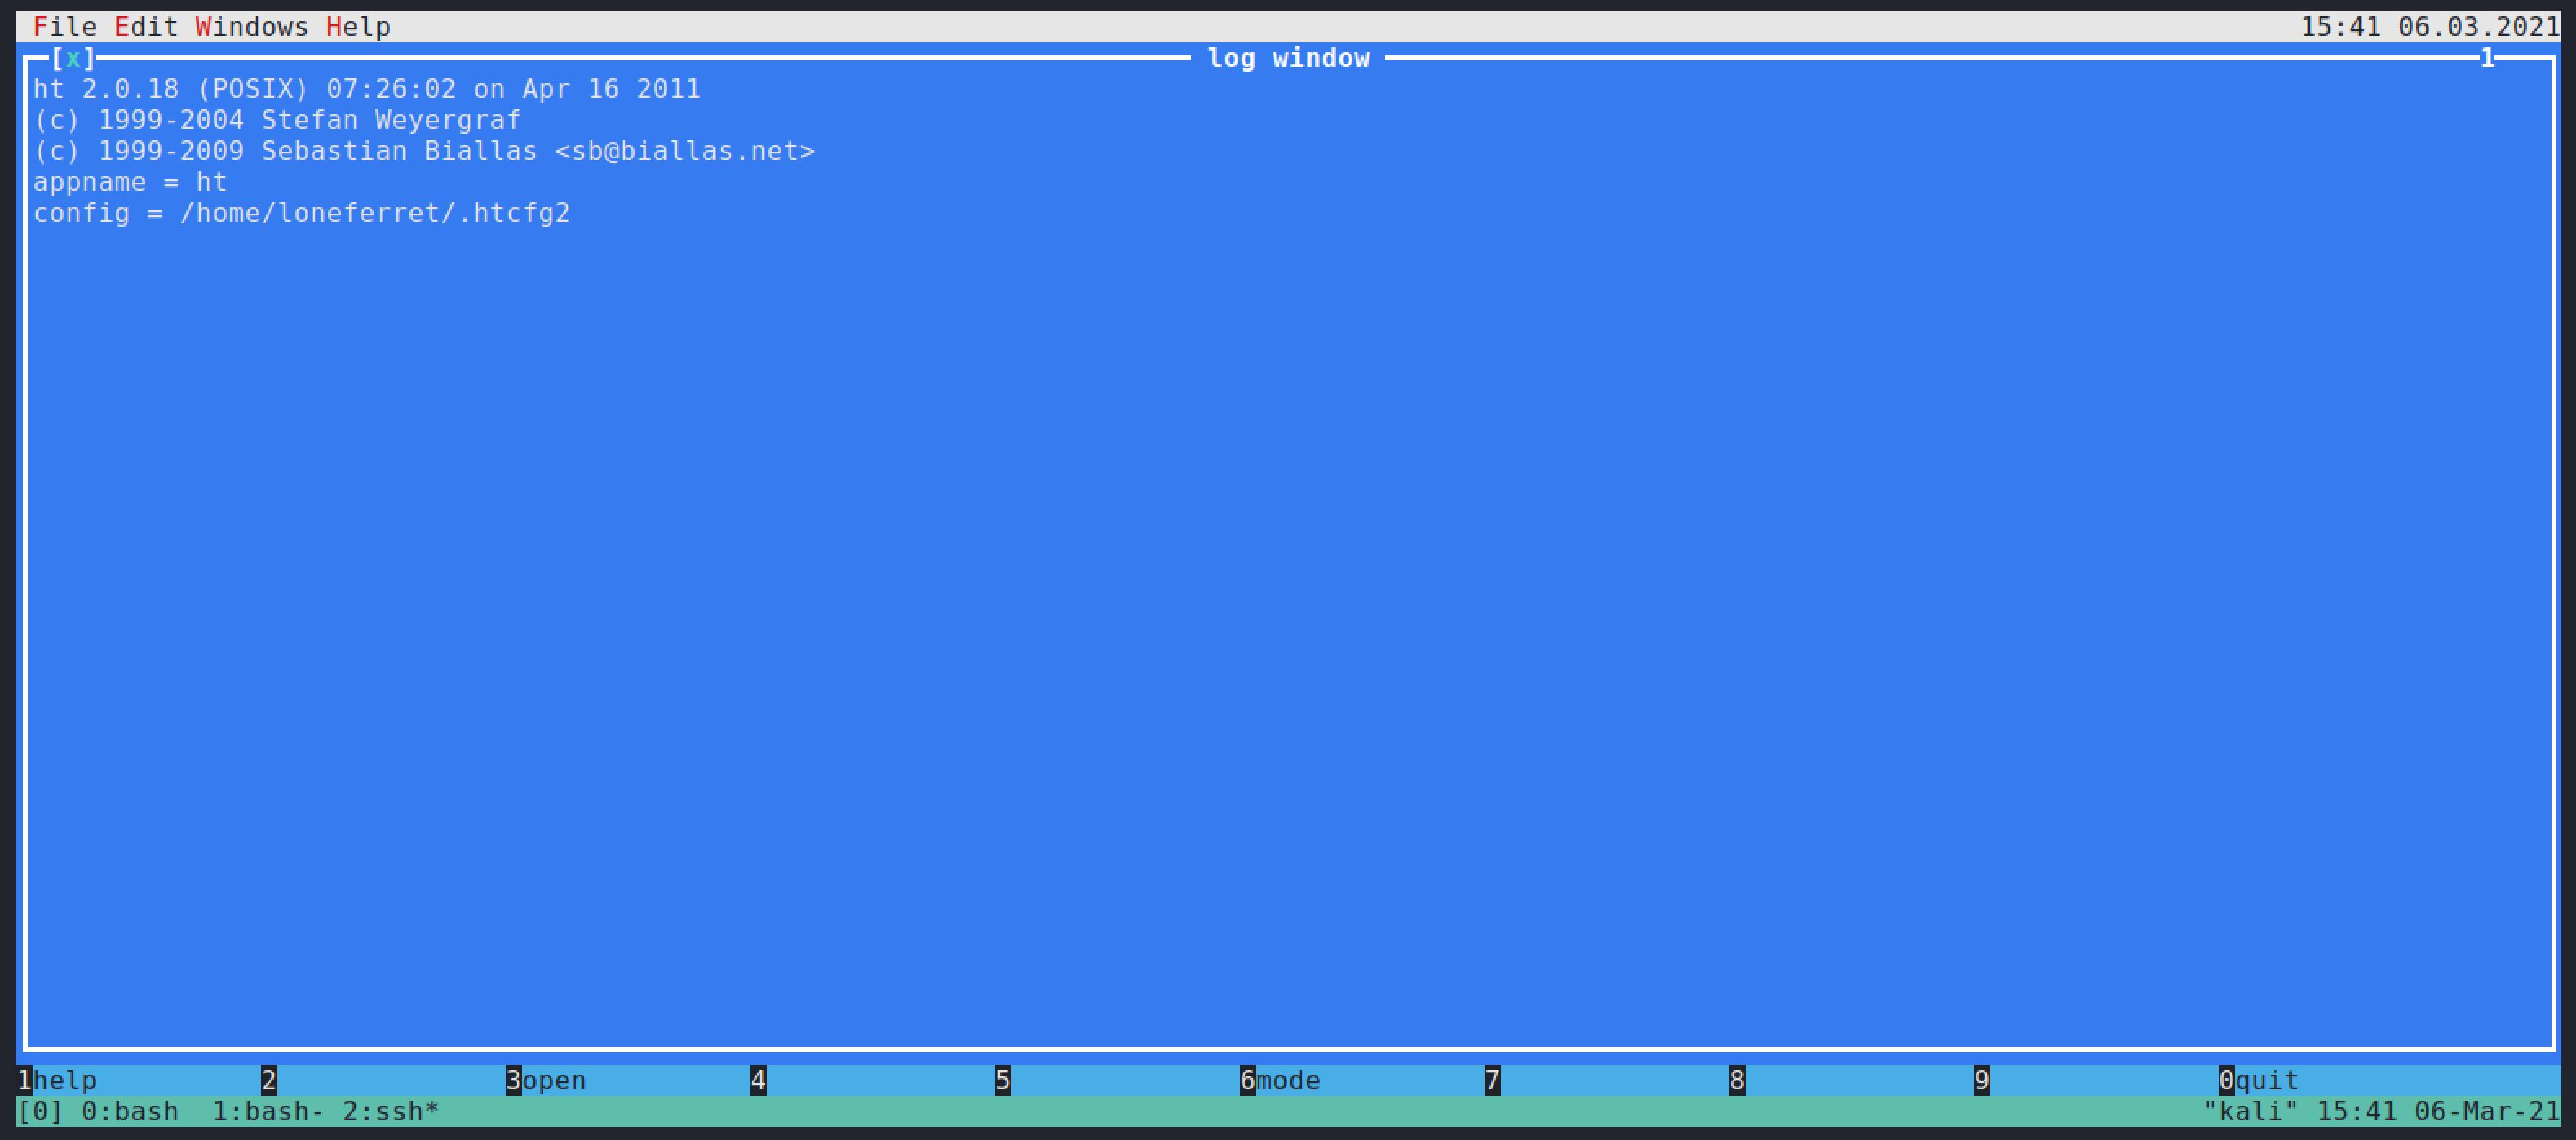 File Edit Windows Help 15:41 06.03.2021
[x] log window 1
ht 2.0.18 (POSIX) 07:26:02 on Apr 16 2011
(c) 1999-2004 Stefan Weyergraf
(c) 1999-2009 Sebastian Biallas <sb@biallas.net>
appname = ht
config = /home/loneferret/.htcfg2
1help 2 3open 4 5 6mode 7 8 9 0quit
[0] 0:bash  1:bash- 2:ssh* "kali" 15:41 06-Mar-21